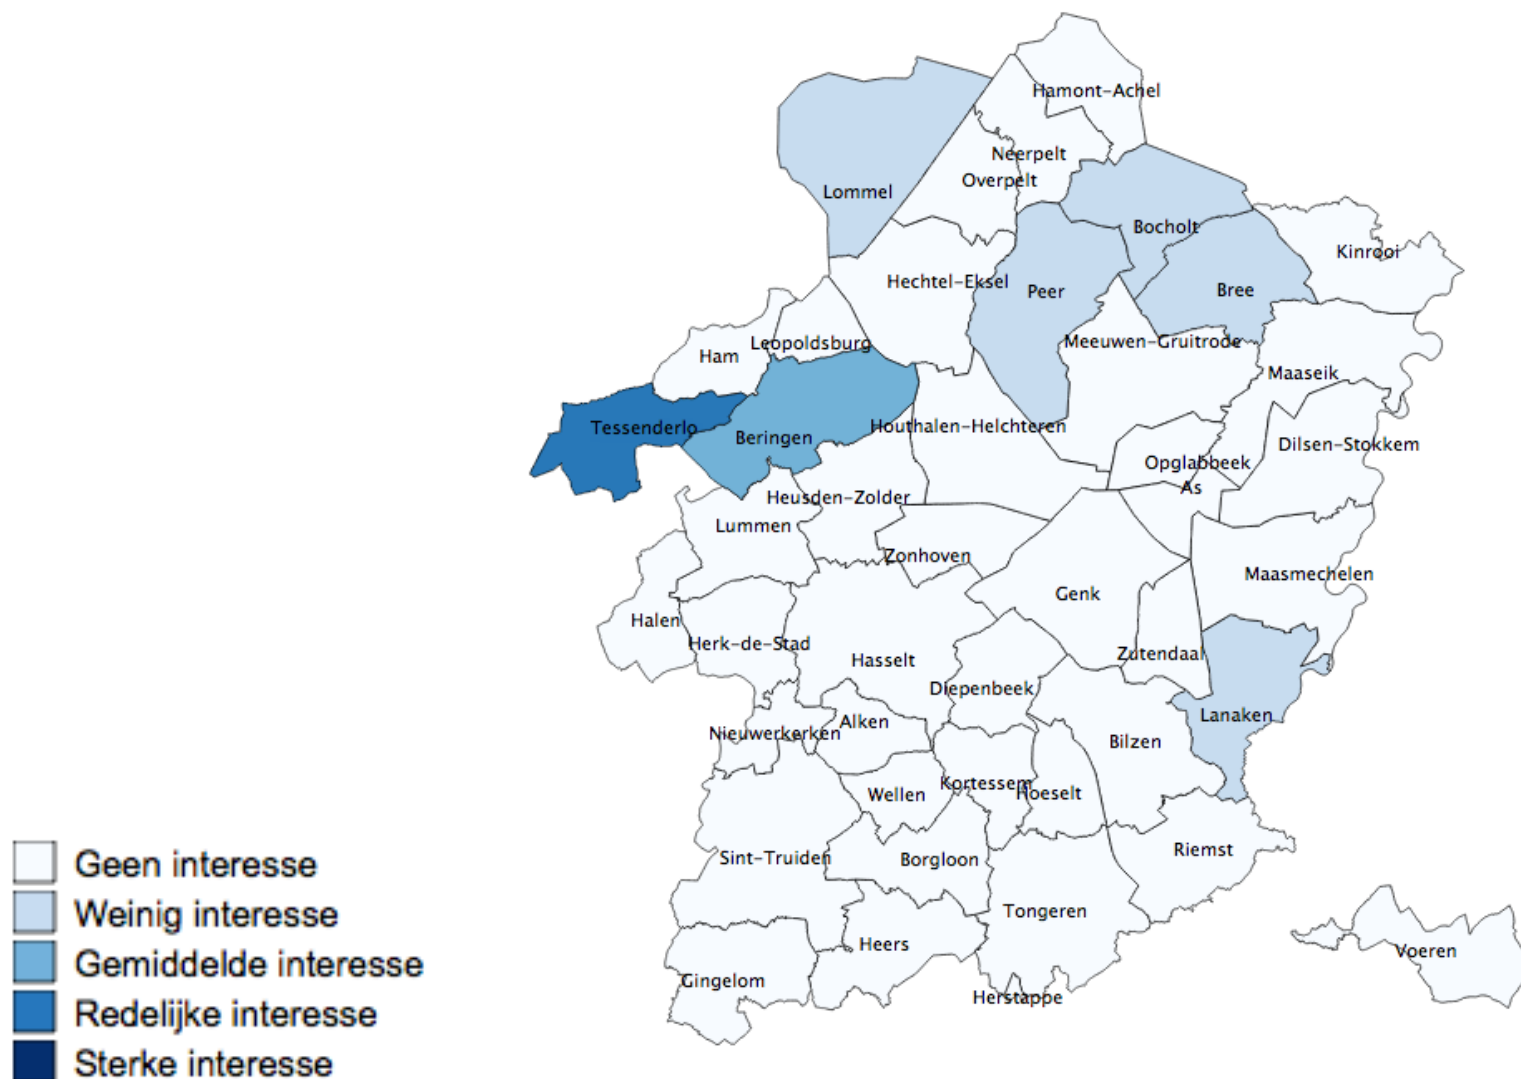 Hamont-Achel
Neerpelt
Overpelt
Lommel
Bocholt
Kinrooi
Hechtel-Eksel
Peer
Bree
Leopoldsburg
Meeuwen-Gruitrode
Ham
Maaseik
Tessenderlo
Beringen
Houthalen-Helchteren
Dilsen-Stokkem
Opglabbeek
As
Heusden-Zolder
Lummen
Zonhoven
Maasmechelen
Genk
Halen
Herk-de-Stad
Zutendaal
Hasselt
Diepenbeek
Lanaken
Alken
Nieuwerkerken
Bilzen
Kortessem
Hoeselt
Wellen
Riemst
Sint-Truiden
Borgloon
Tongeren
Heers
Voeren
Gingelom
Herstappe
Geen interesse
Weinig interesse
Gemiddelde interesse
Redelijke interesse
Sterke interesse